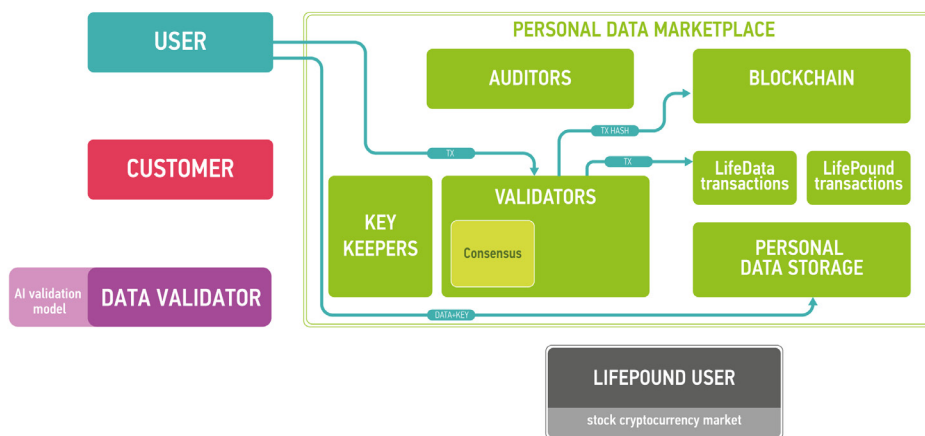 USER
PERSONAL DATA MARKETPLACE
AUDITORS
BLOCKCHAIN
TX HASH
CUSTOMER
TX
TX
LifeData
transactions
LifePound
transactions
KEY
KEEPERS
VALIDATORS
Consensus
PERSONAL
DATA STORAGE
AI validation
model
DATA VALIDATOR
DATA+KEY
LIFEPOUND USER
stock cryptocurrency market